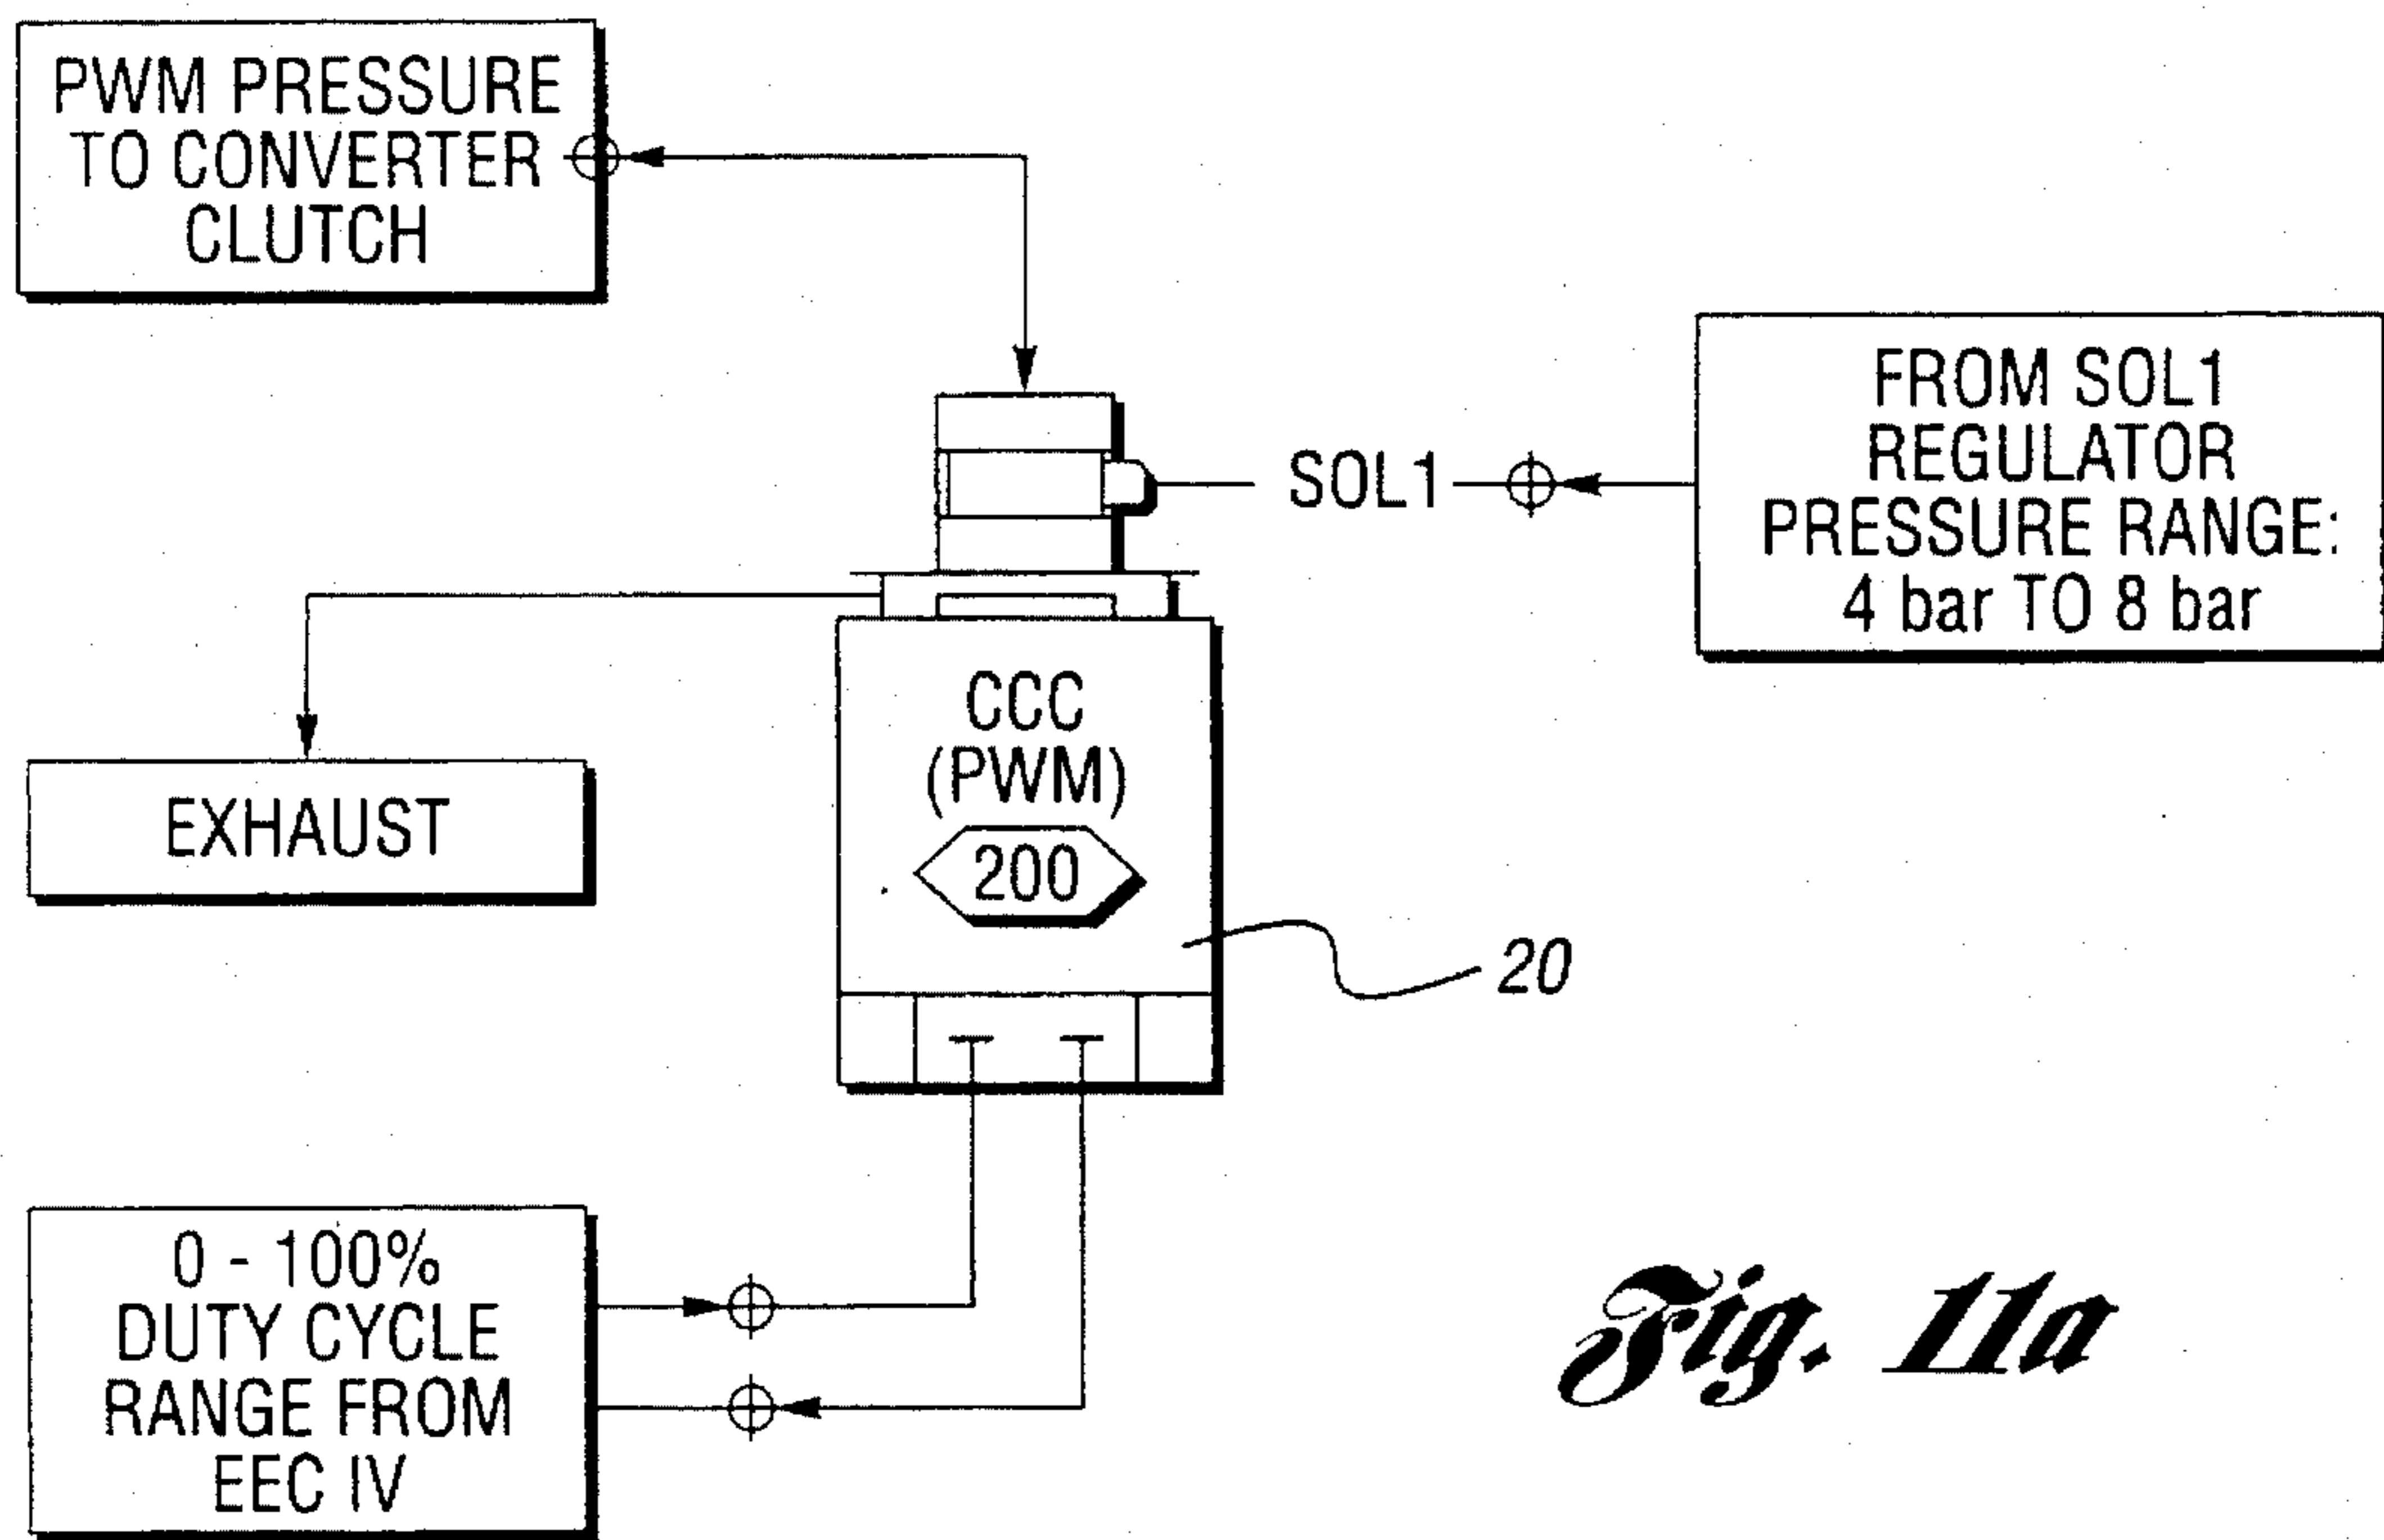 PWM PRESSURE
TO CONVERTER
CLUTCH
FROM SOL1
REGULATOR
PRESSURE RANGE:
4 bar TO 8 bar
SOL1
CCC
(PWM)
200
EXHAUST
20
0 - 100%
DUTY CYCLE
RANGE FROM
EEC IV
Fig. 11a